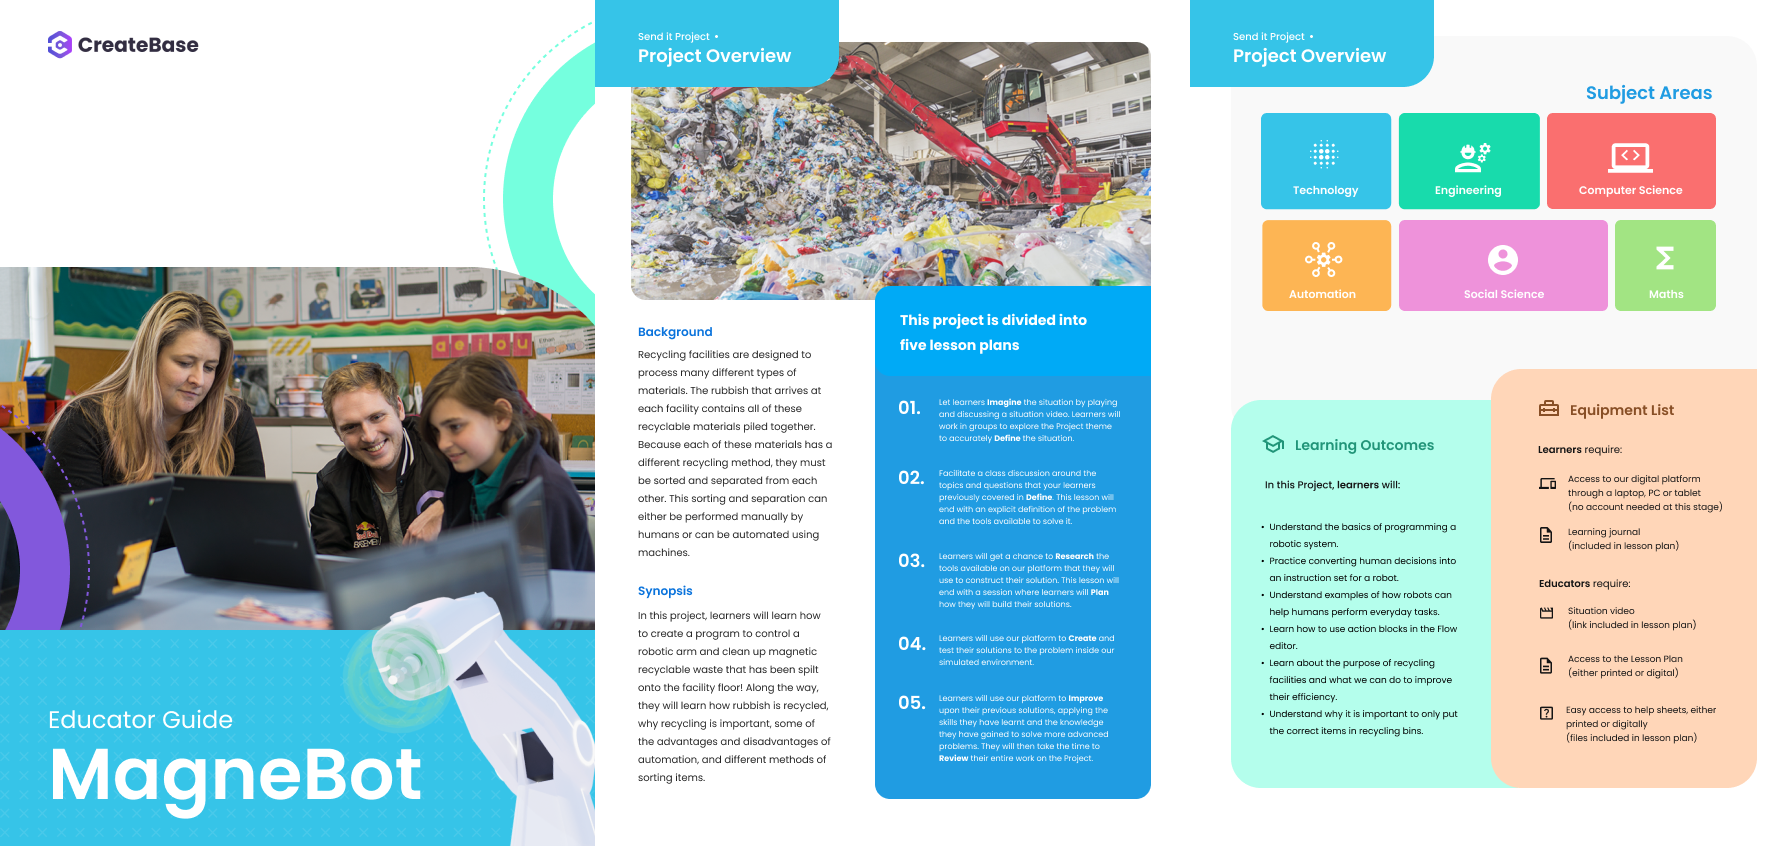 CreateBase
a e i o u
Red Bull
Educator Guide
MagneBot
Send it Project •
Project Overview
Background
Recycling facilities are designed to
process many different types of
materials. The rubbish that arrives at
each facility contains all of these
recyclable materials piled together.
Because each of these materials has a
different recycling method, they must
be sorted and separated from each
other. This sorting and separation can
either be performed manually by
humans or can be automated using
machines.
Synopsis
In this project, learners will learn how
to create a program to control a
robotic arm and clean up magnetic
recyclable waste that has been spilt
onto the facility floor! Along the way,
they will learn how rubbish is recycled,
why recycling is important, some of
the advantages and disadvantages of
automation, and different methods of
sorting items.
This project is divided into
five lesson plans
01.
Let learners Imagine the situation by playing
and discussing a situation video. Learners will
work in groups to explore the Project theme
to accurately Define the situation.
02.
Facilitate a class discussion around the
topics and questions that your learners
previously covered in Define. This lesson will
end with an explicit definition of the problem
and the tools available to solve it.
03.
Learners will get a chance to Research the
tools available on our platform that they will
use to construct their solution. This lesson will
end with a session where learners will Plan
how they will build their solutions.
04.
Learners will use our platform to Create and
test their solutions to the problem inside our
simulated environment.
05.
Learners will use our platform to Improve
upon their previous solutions, applying the
skills they have learnt and the knowledge
they have gained to solve more advanced
problems. They will then take the time to
Review their entire work on the Project.
Send it Project •
Project Overview
Subject Areas
Technology
Engineering
Computer Science
Automation
Social Science
Maths
Learning Outcomes
In this Project, learners will:
• Understand the basics of programming a
robotic system.
• Practice converting human decisions into
an instruction set for a robot.
• Understand examples of how robots can
help humans perform everyday tasks.
• Learn how to use action blocks in the Flow
editor.
• Learn about the purpose of recycling
facilities and what we can do to improve
their efficiency.
• Understand why it is important to only put
the correct items in recycling bins.
Equipment List
Learners require:
Access to our digital platform
through a laptop, PC or tablet
(no account needed at this stage)
Learning journal
(included in lesson plan)
Educators require:
Situation video
(link included in lesson plan)
Access to the Lesson Plan
(either printed or digital)
Easy access to help sheets, either
printed or digitally
(files included in lesson plan)